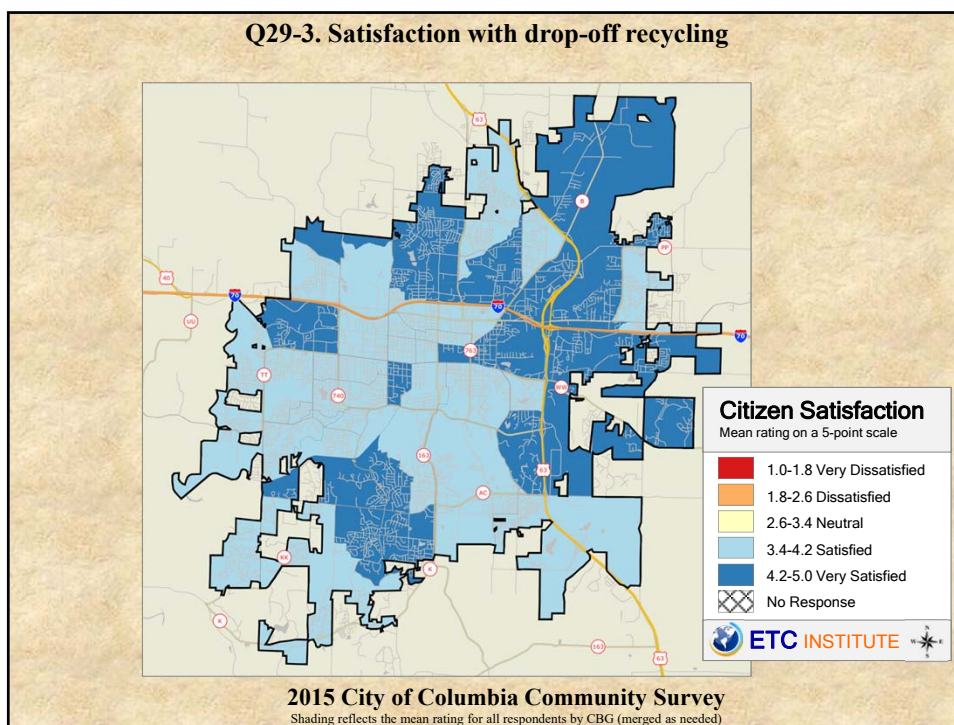 Q29-3. Satisfaction with drop-off recycling
63
B
PP
40
70
UU
70
70
763
TT
740
WW
163
63
AC
KK
K
K
163
63
Citizen Satisfaction
Mean rating on a 5-point scale
1.0-1.8 Very Dissatisfied
1.8-2.6 Dissatisfied
2.6-3.4 Neutral
3.4-4.2 Satisfied
4.2-5.0 Very Satisfied
No Response
ETC INSTITUTE
N
W E
S
2015 City of Columbia Community Survey
Shading reflects the mean rating for all respondents by CBG (merged as needed)